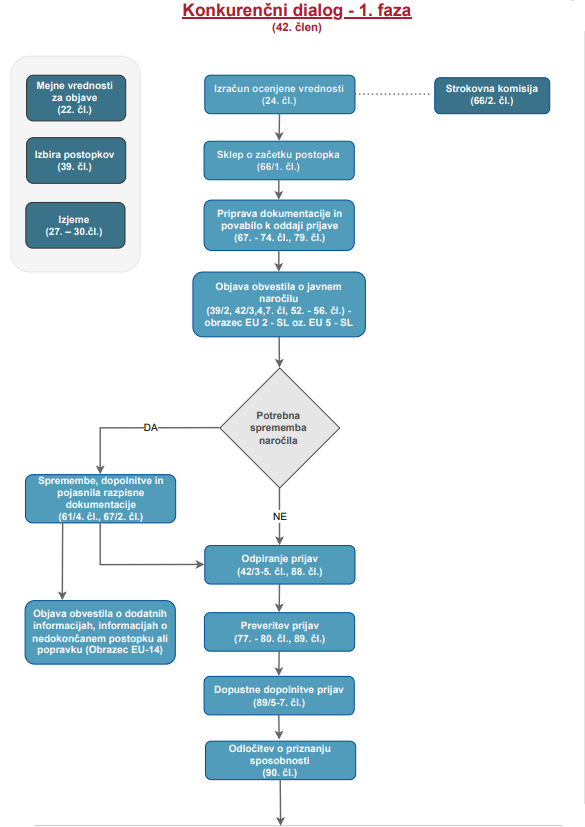 Konkurenčni dialog - 1. faza
(42. člen)
Mejne vrednosti
za objave
(22. čl.)
Izbira postopkov
(39. čl.)
Izjeme
(27. – 30.čl.)
Izračun ocenjene vrednosti
(24. čl.)
Strokovna komisija
(66/2. čl.)
Sklep o začetku postopka
(66/1. čl.)
Priprava dokumentacije in
povabilo k oddaji prijave
(67. - 74. čl., 79. čl.)
Objava obvestila o javnem
naročilu
(39/2, 42/3,4,7. čl, 52. - 56. čl.) -
obrazec EU 2 - SL oz. EU 5 - SL
Potrebna
sprememba
naročila
DA
NE
Spremembe, dopolnitve in
pojasnila razpisne
dokumentacije
(61/4. čl., 67/2. čl.)
Odpiranje prijav
(42/3-5. čl., 88. čl.)
Objava obvestila o dodatnih
informacijah, informacijah o
nedokončanem postopku ali
popravku (Obrazec EU-14)
Preveritev prijav
(77. - 80. čl., 89. čl.)
Dopustne dopolnitve prijav
(89/5-7. čl.)
Odločitev o priznanju
sposobnosti
(90. čl.)